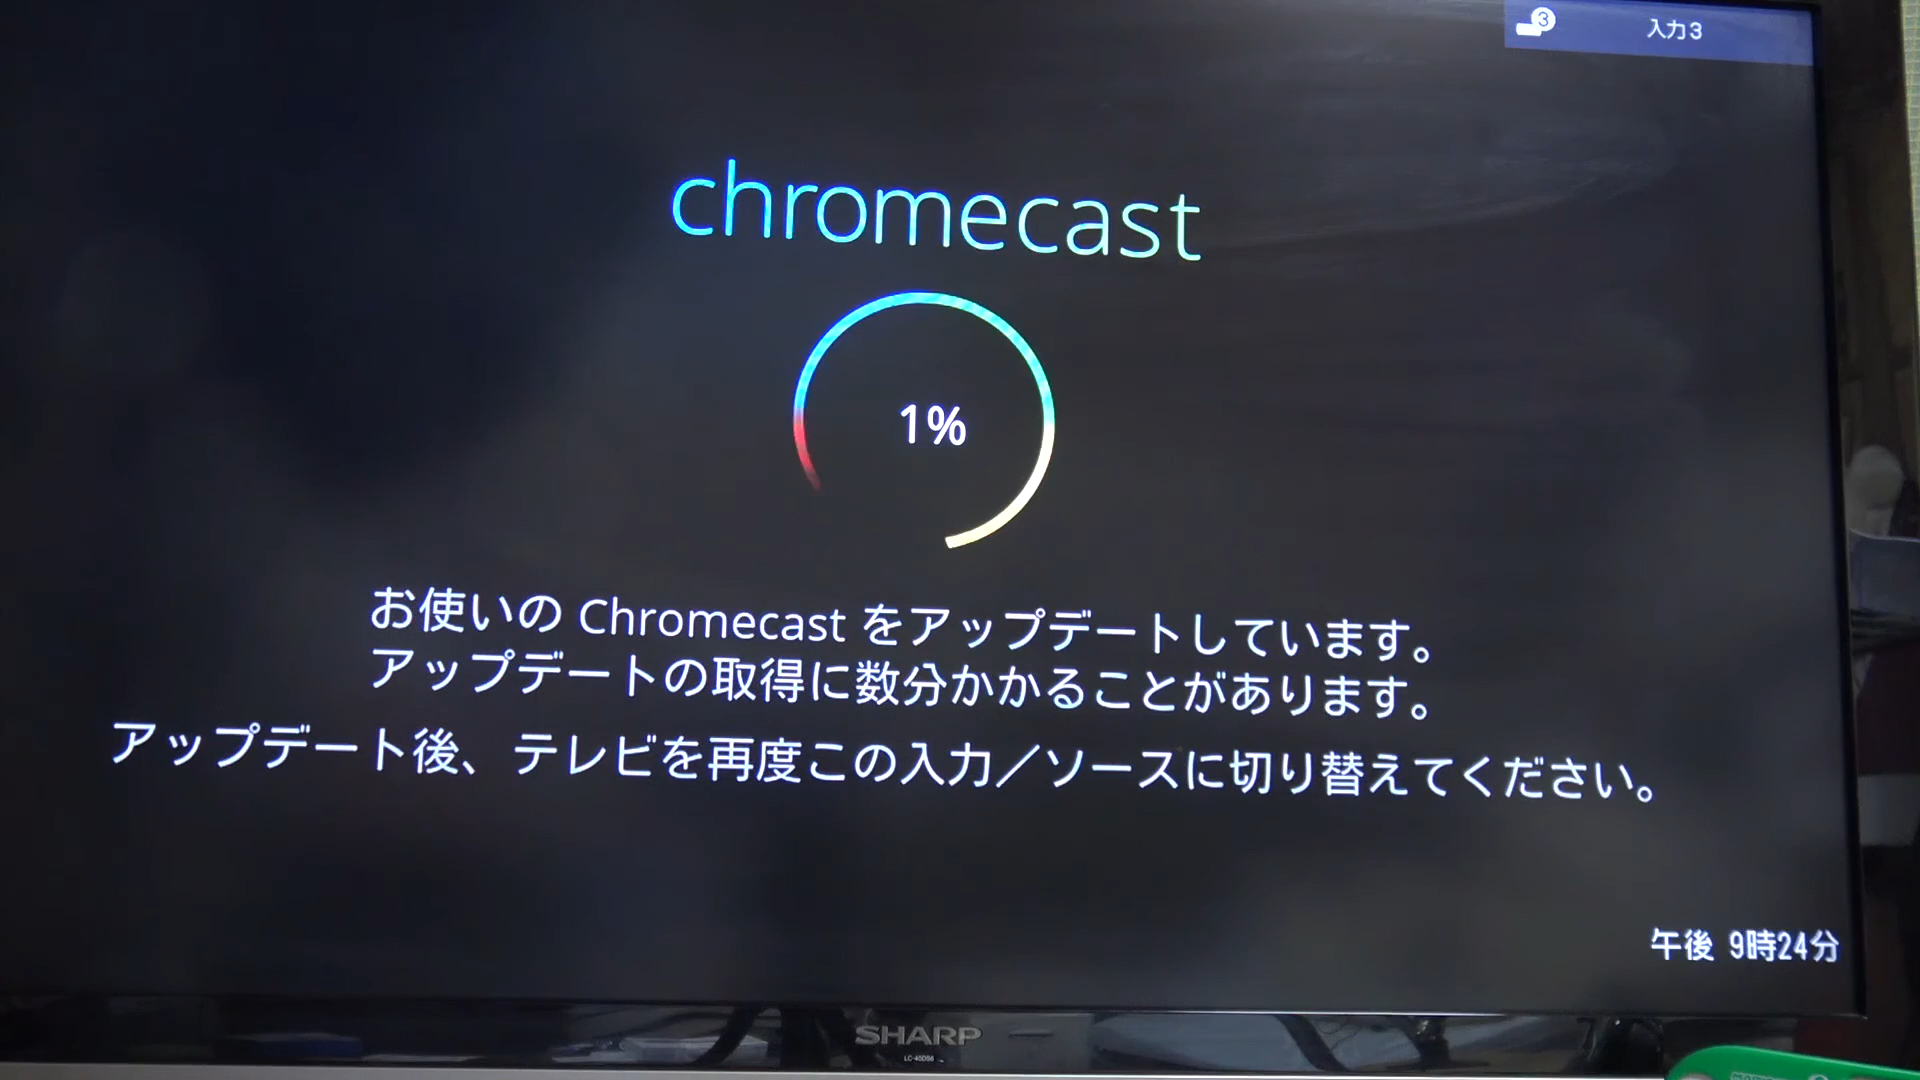 3 入力3
chromecast
1%
お使いの Chromecast をアップデートしています。
アップデートの取得に数分かかることがあります。
アップデート後、テレビを再度この入力／ソースに切り替えてください。
午後 9時24分
SHARP